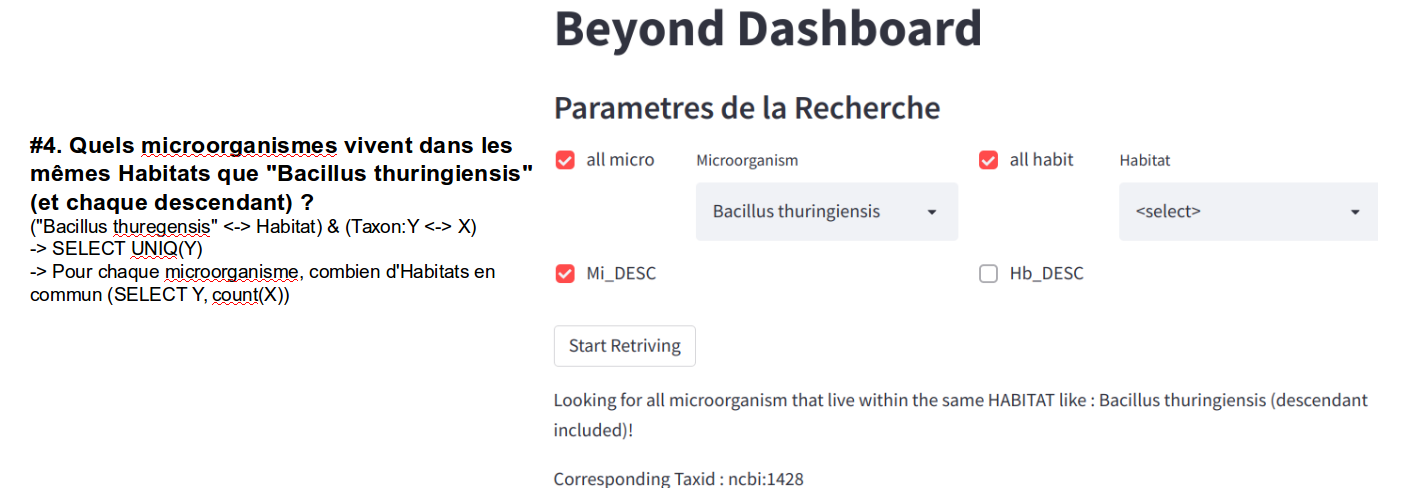 #4. Quels microorganismes vivent dans les
mêmes Habitats que "Bacillus thuringiensis"
(et chaque descendant) ?
("Bacillus thuregensis" <-> Habitat) & (Taxon:Y <-> X)
-> SELECT UNIQ(Y)
-> Pour chaque microorganisme, combien d'Habitats en
commun (SELECT Y, count(X))
Beyond Dashboard
Parametres de la Recherche
all micro
Microorganism
all habit
Habitat
Bacillus thuringiensis
<select>
Mi_DESC
Hb_DESC
Start Retriving
Looking for all microorganism that live within the same HABITAT like : Bacillus thuringiensis (descendant
included)!
Corresponding Taxid : ncbi:1428